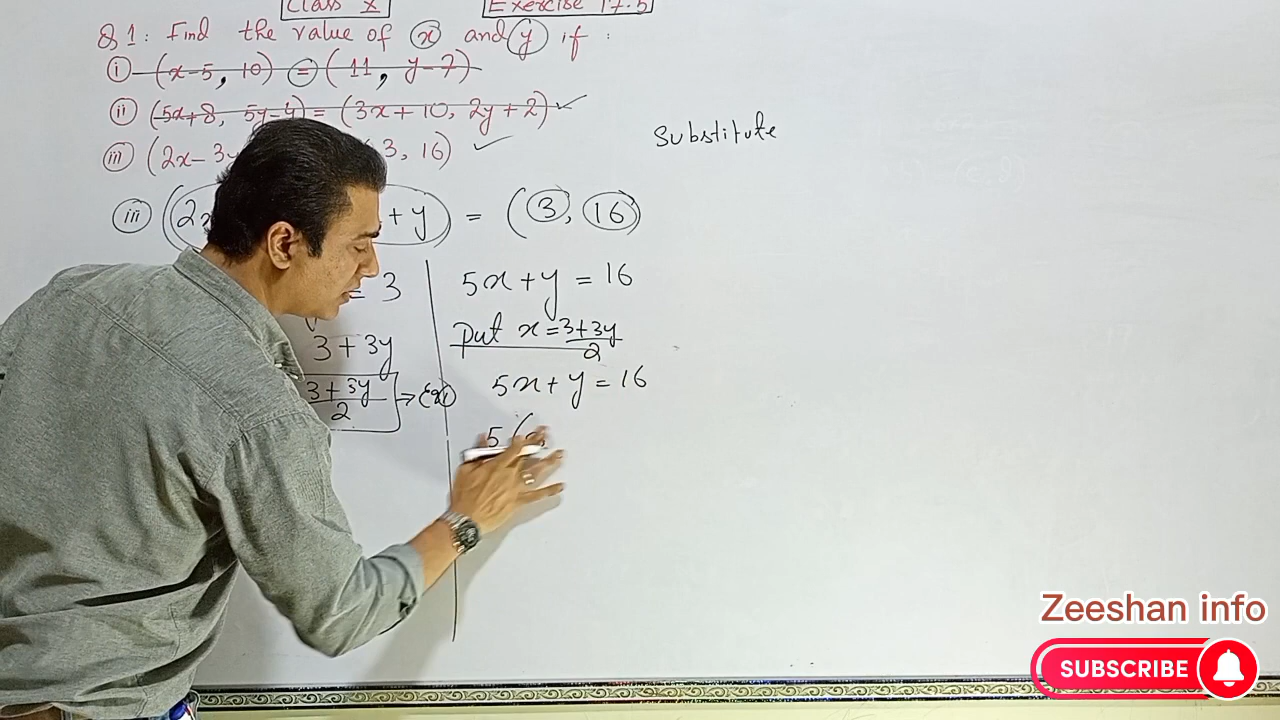 Class X Exercise 17.5
Q1: Find the value of x and y if :
i (x-5, 10) = (11, y-7)
ii (5x+8, 5y-4) = (3x+10, 2y+2)
iii (2x-3y 3, 16)
Substitute
iii (2x + y) = (3, 16)
= 3
5x+y=16
3+3y
Put x=3+3y/2
3+3y/2
5x+y=16
5(
Zeeshan info
SUBSCRIBE